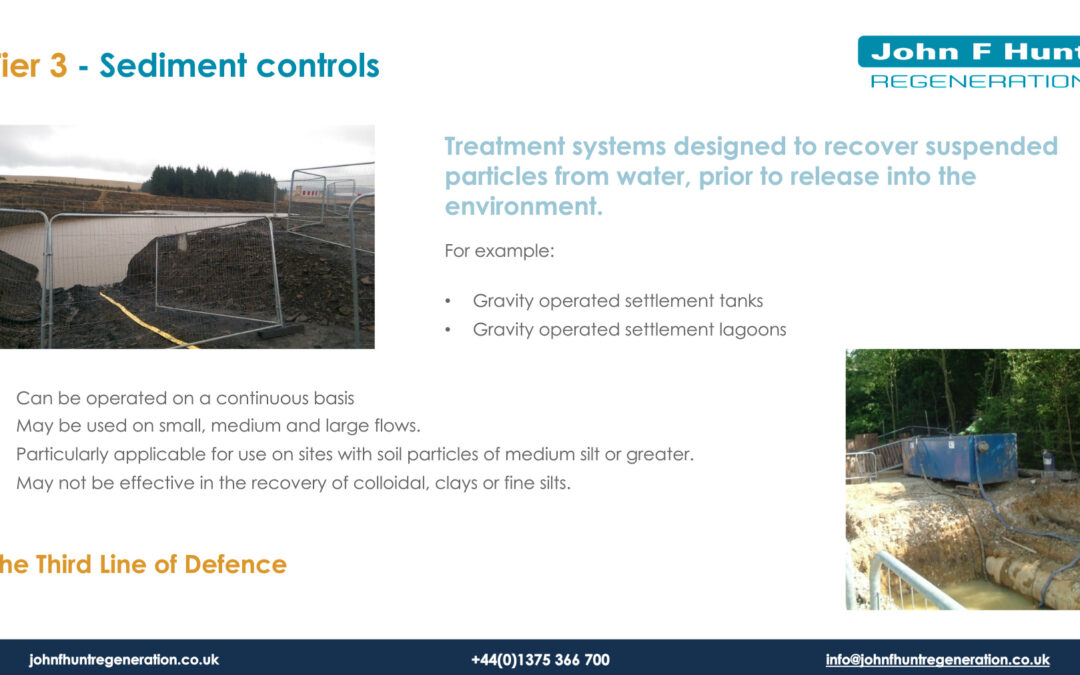 ier 3 - Sediment controls
John F Hunt
REGENERATION
Treatment systems designed to recover suspended
particles from water, prior to release into the
environment.
For example:
• Gravity operated settlement tanks
• Gravity operated settlement lagoons
Can be operated on a continuous basis
May be used on small, medium and large flows.
Particularly applicable for use on sites with soil particles of medium silt or greater.
May not be effective in the recovery of colloidal, clays or fine silts.
he Third Line of Defence
johnfhuntregeneration.co.uk
+44(0)1375 366 700
info@johnfhuntregeneration.co.uk